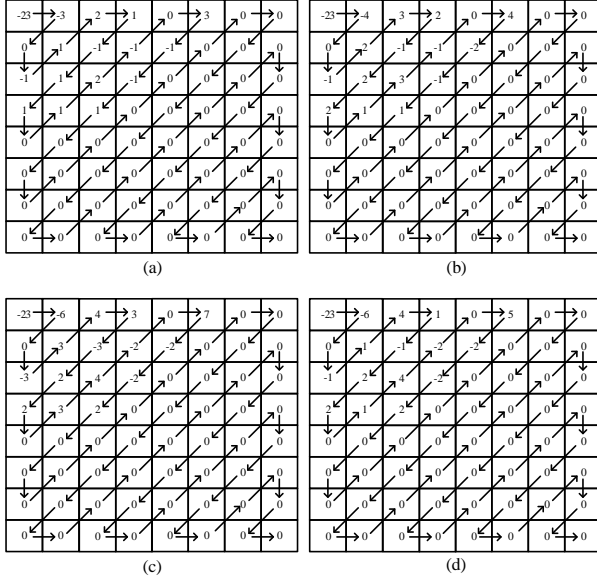 -23 -3 2 1 0 3 0 0
0 1 -1 -1 0 0 0 0
-1 1 2 -1 0 0 0 0
1 1 1 0 0 0 0 0
0 0 0 0 0 0 0 0
0 0 0 0 0 0 0 0
0 0 0 0 0 0 0 0
0 0 0 0 0 0 0 0
(a)
-23 -4 3 2 0 4 0 0
0 2 -1 -1 -2 0 0 0
-1 2 3 -1 0 0 0 0
2 1 1 0 0 0 0 0
0 0 0 0 0 0 0 0
0 0 0 0 0 0 0 0
0 0 0 0 0 0 0 0
0 0 0 0 0 0 0 0
(b)
-23 -6 4 3 0 7 0 0
0 3 -3 -2 -2 0 0 0
-3 2 4 -2 0 0 0 0
2 3 2 0 0 0 0 0
0 0 0 0 0 0 0 0
0 0 0 0 0 0 0 0
0 0 0 0 0 0 0 0
0 0 0 0 0 0 0 0
(c)
-23 -6 4 1 0 5 0 0
0 1 -1 -2 -2 0 0 0
-1 2 4 -2 0 0 0 0
2 1 2 0 0 0 0 0
0 0 0 0 0 0 0 0
0 0 0 0 0 0 0 0
0 0 0 0 0 0 0 0
0 0 0 0 0 0 0 0
(d)